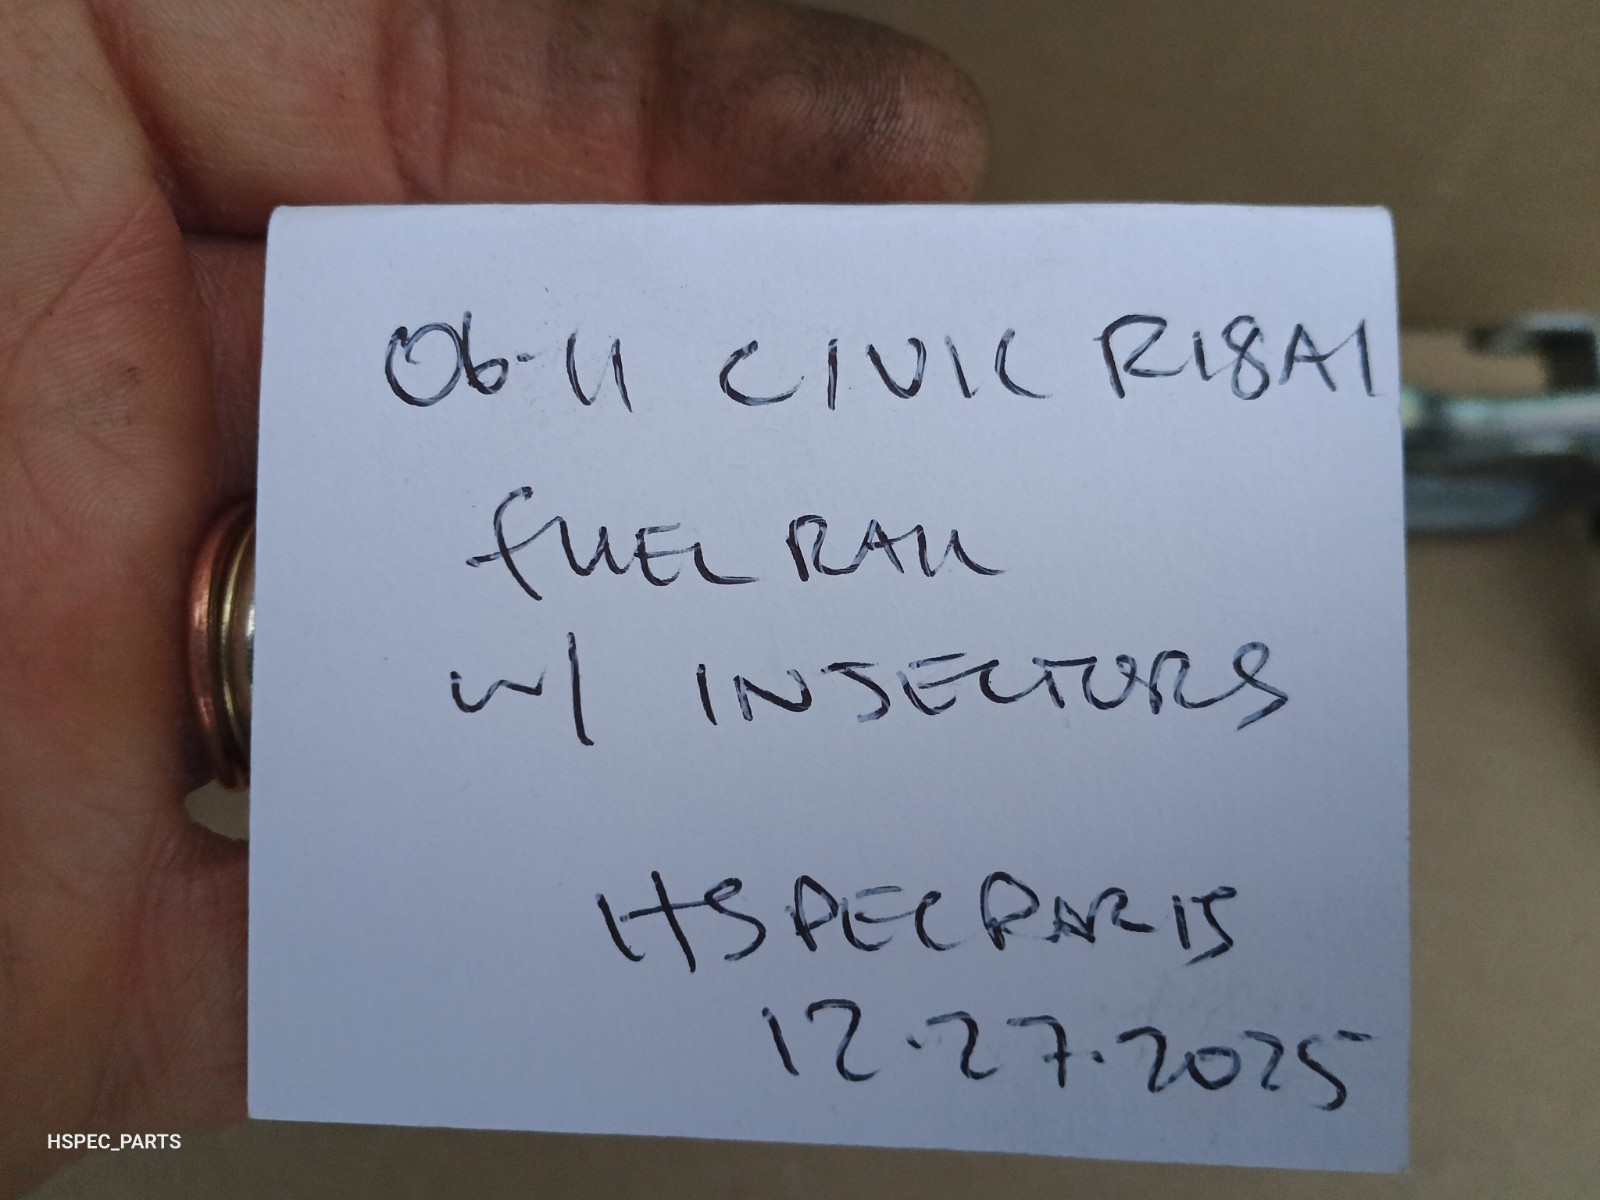 06-11 CIVIC R18A1
FUEL RAIL
W/ INJECTORS
HSPECPARTS
12.27.2025
HSPEC_PARTS